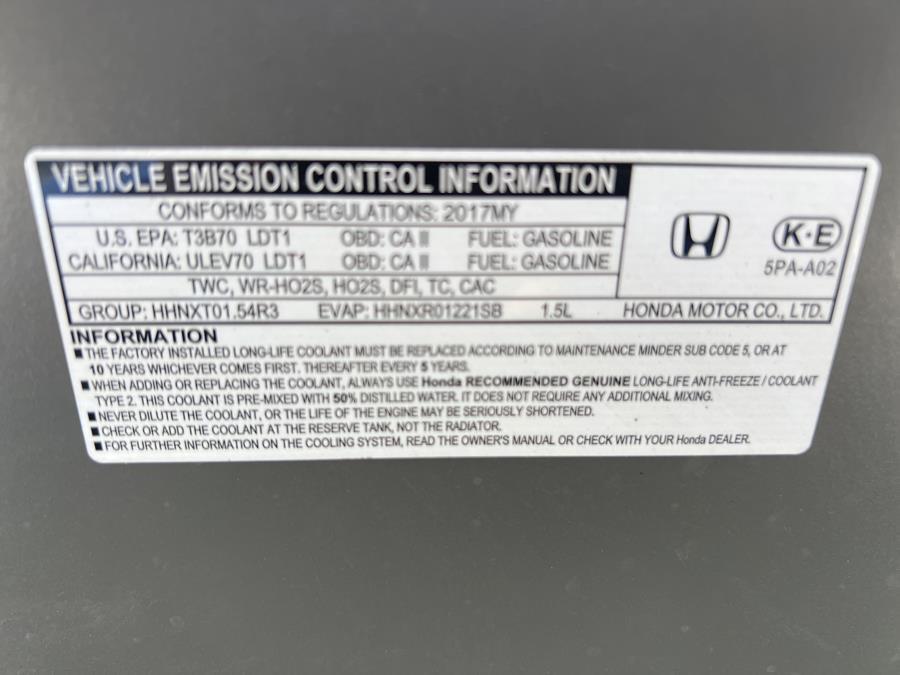 VEHICLE EMISSION CONTROL INFORMATION
CONFORMS TO REGULATIONS: 2017MY
U.S. EPA: T3B70 LDT1 OBD: CA II FUEL: GASOLINE
CALIFORNIA: ULEV70 LDT1 OBD: CA II FUEL: GASOLINE
TWC, WR-HO2S, HO2S, DFI, TC, CAC
GROUP: HHNXT01.54R3 EVAP: HHNXR01221SB 1.5L
K·E
5PA-A02
HONDA MOTOR CO., LTD.
INFORMATION
■ THE FACTORY INSTALLED LONG-LIFE COOLANT MUST BE REPLACED ACCORDING TO MAINTENANCE MINDER SUB CODE 5, OR AT
10 YEARS WHICHEVER COMES FIRST. THEREAFTER EVERY 5 YEARS.
■ WHEN ADDING OR REPLACING THE COOLANT, ALWAYS USE Honda RECOMMENDED GENUINE LONG-LIFE ANTI-FREEZE / COOLANT
TYPE 2. THIS COOLANT IS PRE-MIXED WITH 50% DISTILLED WATER. IT DOES NOT REQUIRE ANY ADDITIONAL MIXING.
■ NEVER DILUTE THE COOLANT, OR THE LIFE OF THE ENGINE MAY BE SERIOUSLY SHORTENED.
■ CHECK OR ADD THE COOLANT AT THE RESERVE TANK, NOT THE RADIATOR.
■ FOR FURTHER INFORMATION ON THE COOLING SYSTEM, READ THE OWNER'S MANUAL OR CHECK WITH YOUR Honda DEALER.